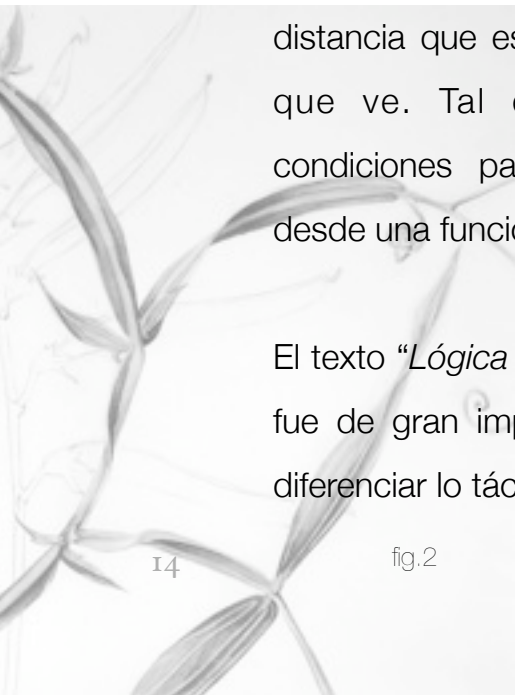 distancia que es
que ve. Tal
condiciones pa
desde una funci
El texto “Lógica
fue de gran imp
diferenciar lo tác
14
fig.2